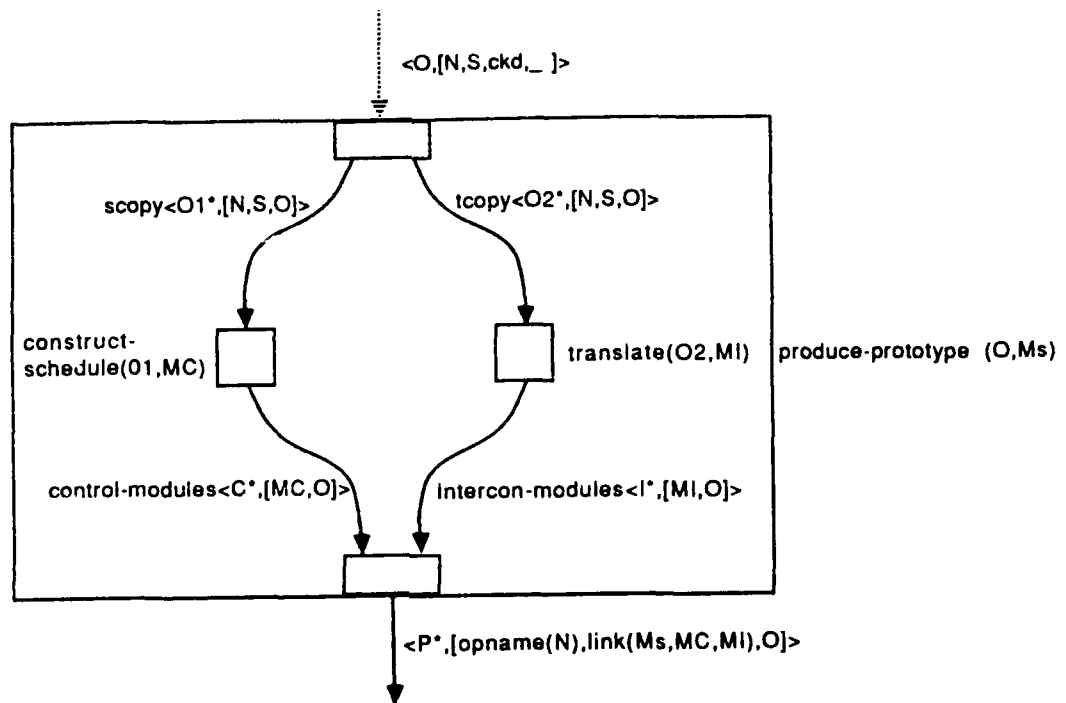 <O,[N,S,ckd,_ ]>
scopy<O1*,[N,S,O]>
tcopy<O2*,[N,S,O]>
construct-
schedule(01,MC)
translate(O2,MI)
produce-prototype (O,Ms)
control-modules<C*,[MC,O]>
intercon-modules<I*,[MI,O]>
<P*,[opname(N),link(Ms,MC,MI),O]>